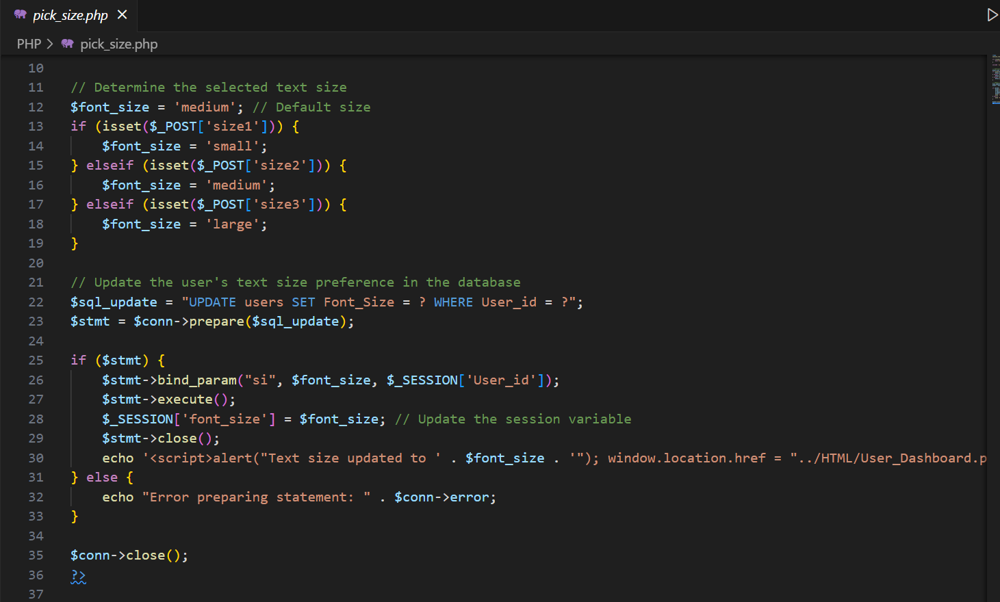 pick_size.php
PHP > pick_size.php
10
11 // Determine the selected text size
12 $font_size = 'medium'; // Default size
13 if (isset($_POST['size1'])) {
14     $font_size = 'small';
15 } elseif (isset($_POST['size2'])) {
16     $font_size = 'medium';
17 } elseif (isset($_POST['size3'])) {
18     $font_size = 'large';
19 }
20
21 // Update the user's text size preference in the database
22 $sql_update = "UPDATE users SET Font_Size = ? WHERE User_id = ?";
23 $stmt = $conn->prepare($sql_update);
24
25 if ($stmt) {
26     $stmt->bind_param("si", $font_size, $_SESSION['User_id']);
27     $stmt->execute();
28     $_SESSION['font_size'] = $font_size; // Update the session variable
29     $stmt->close();
30     echo '<script>alert("Text size updated to ' . $font_size . '"); window.location.href = "../HTML/User_Dashboard.p
31 } else {
32     echo "Error preparing statement: " . $conn->error;
33 }
34
35 $conn->close();
36 ?>
37